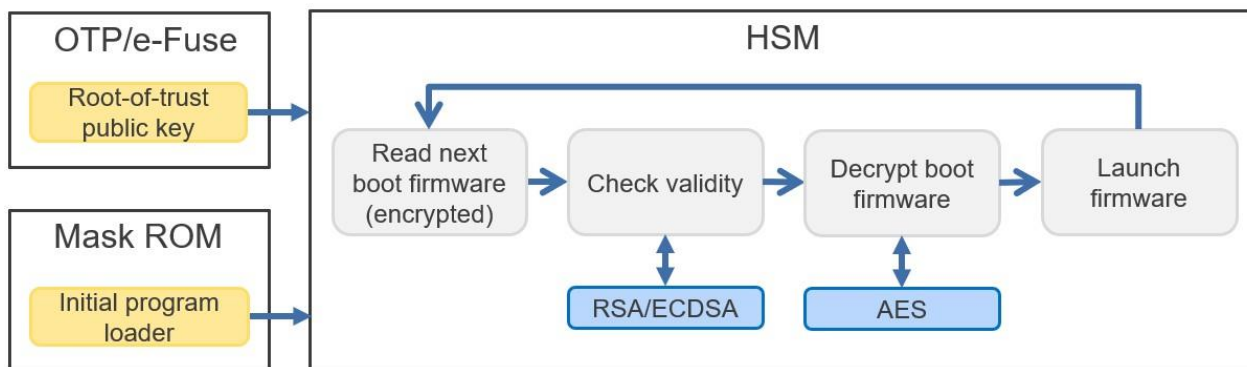 OTP/e-Fuse
Root-of-trust
public key
Mask ROM
Initial program
loader
HSM
Read next
boot firmware
(encrypted)
Check validity
Decrypt boot
firmware
Launch
firmware
RSA/ECDSA
AES